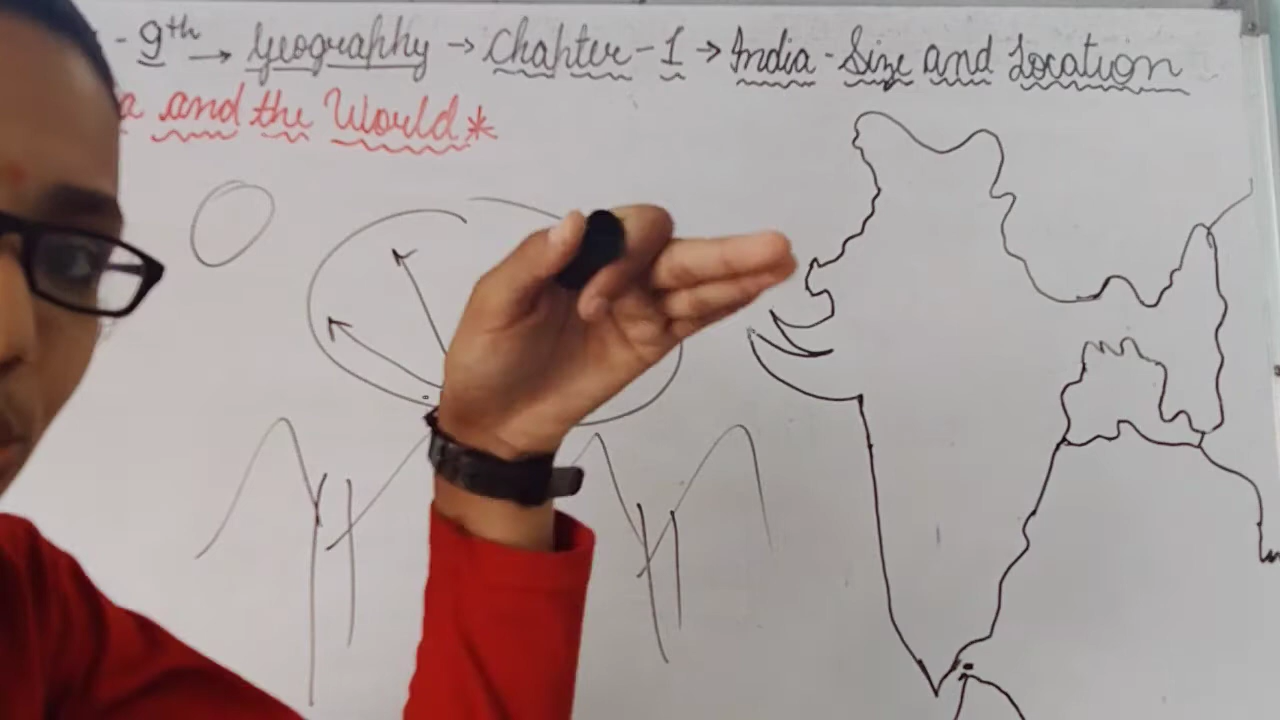 - 9th → Geography → Chapter - 1 → India - Size and Location
a and the World*